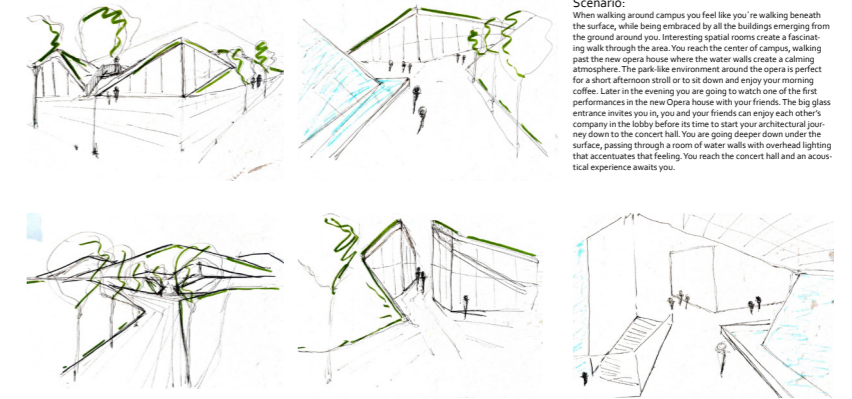 Scenario:
When walking around campus you feel like you´re walking beneath
the surface, while being embraced by all the buildings emerging from
the ground around you. Interesting spatial rooms create a fascinat-
ing walk through the area. You reach the center of campus, walking
past the new opera house where the water walls create a calming
atmosphere. The park-like environment around the opera is perfect
for a short afternoon stroll or to sit down and enjoy your morning
coffee. Later in the evening you are going to watch one of the first
performances in the new Opera house with your friends. The big glass
entrance invites you in, you and your friends can enjoy each other's
company in the lobby before its time to start your architectural jour-
ney down to the concert hall. You are going deeper down under the
surface, passing through a room of water walls with overhead lighting
that accentuates that feeling. You reach the concert hall and an acous-
tical experience awaits you.